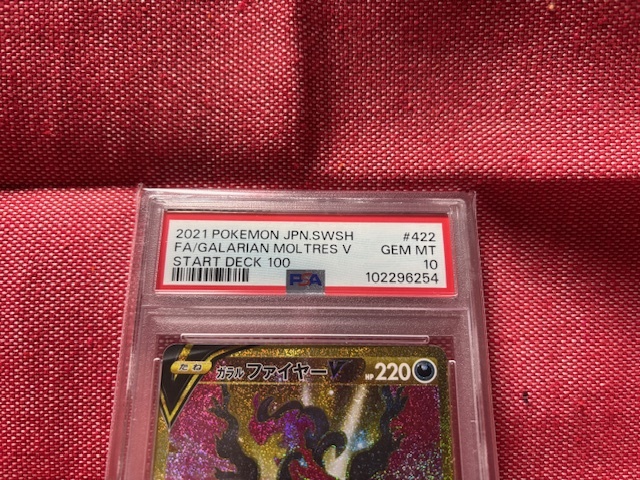 2021 POKEMON JPN.SWSH #422
FA/GALARIAN MOLTRES V GEM MT
START DECK 100 10
PSA 102296254
たね ガラル ファイヤーV HP 220